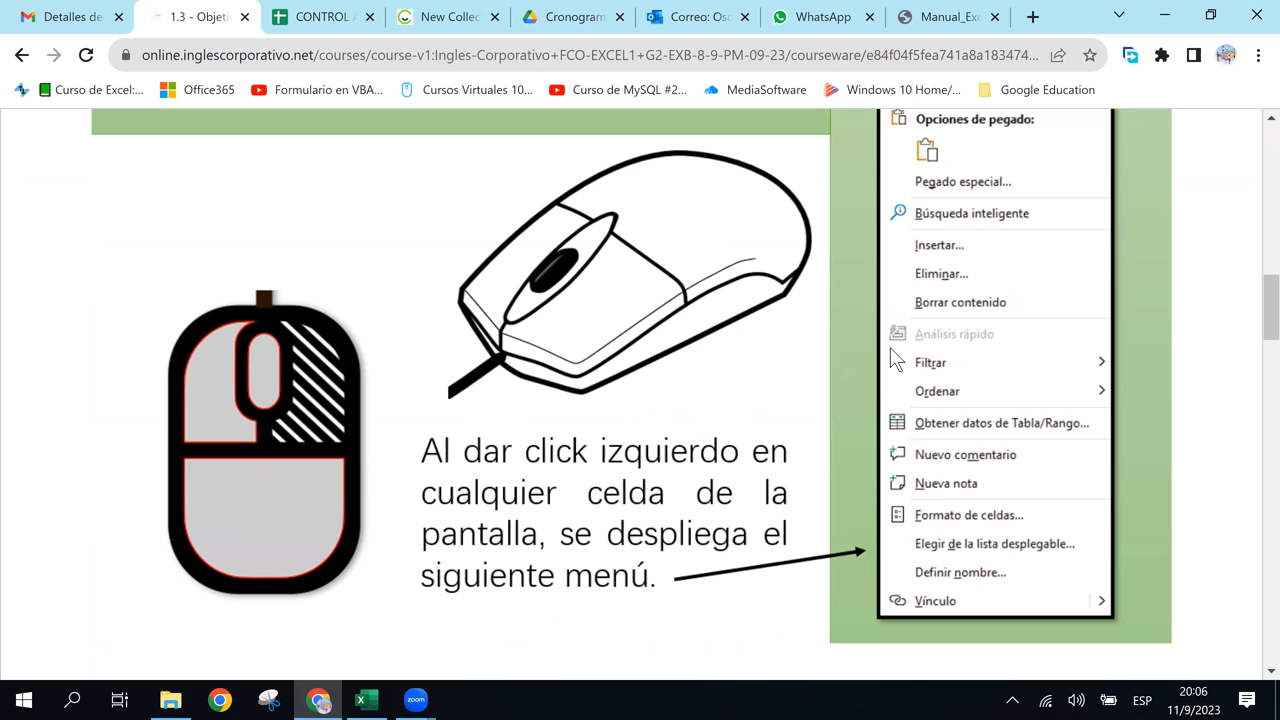 Detalles de
1.3 - Objeti
CONTROL A
New Collec
Cronogram
Correo: Osc
WhatsApp
Manual_Exc
online.inglescorporativo.net/courses/course-v1:Ingles-Corporativo+FCO-EXCEL1+G2-EXB-8-9-PM-09-23/courseware/e84f04f5fea741a8a183474...
Curso de Excel:...
Office365
Formulario en VBA...
Cursos Virtuales 10...
Curso de MySQL #2...
MediaSoftware
Windows 10 Home/...
Google Education
Opciones de pegado:
Pegado especial...
Búsqueda inteligente
Insertar...
Eliminar...
Borrar contenido
Análisis rápido
Filtrar
Ordenar
Obtener datos de Tabla/Rango...
Nuevo comentario
Nueva nota
Formato de celdas...
Elegir de la lista desplegable...
Definir nombre...
Vínculo
Al dar click izquierdo en
cualquier celda de la
pantalla, se despliega el
siguiente menú.
zoom
ESP
20:06
11/9/2023